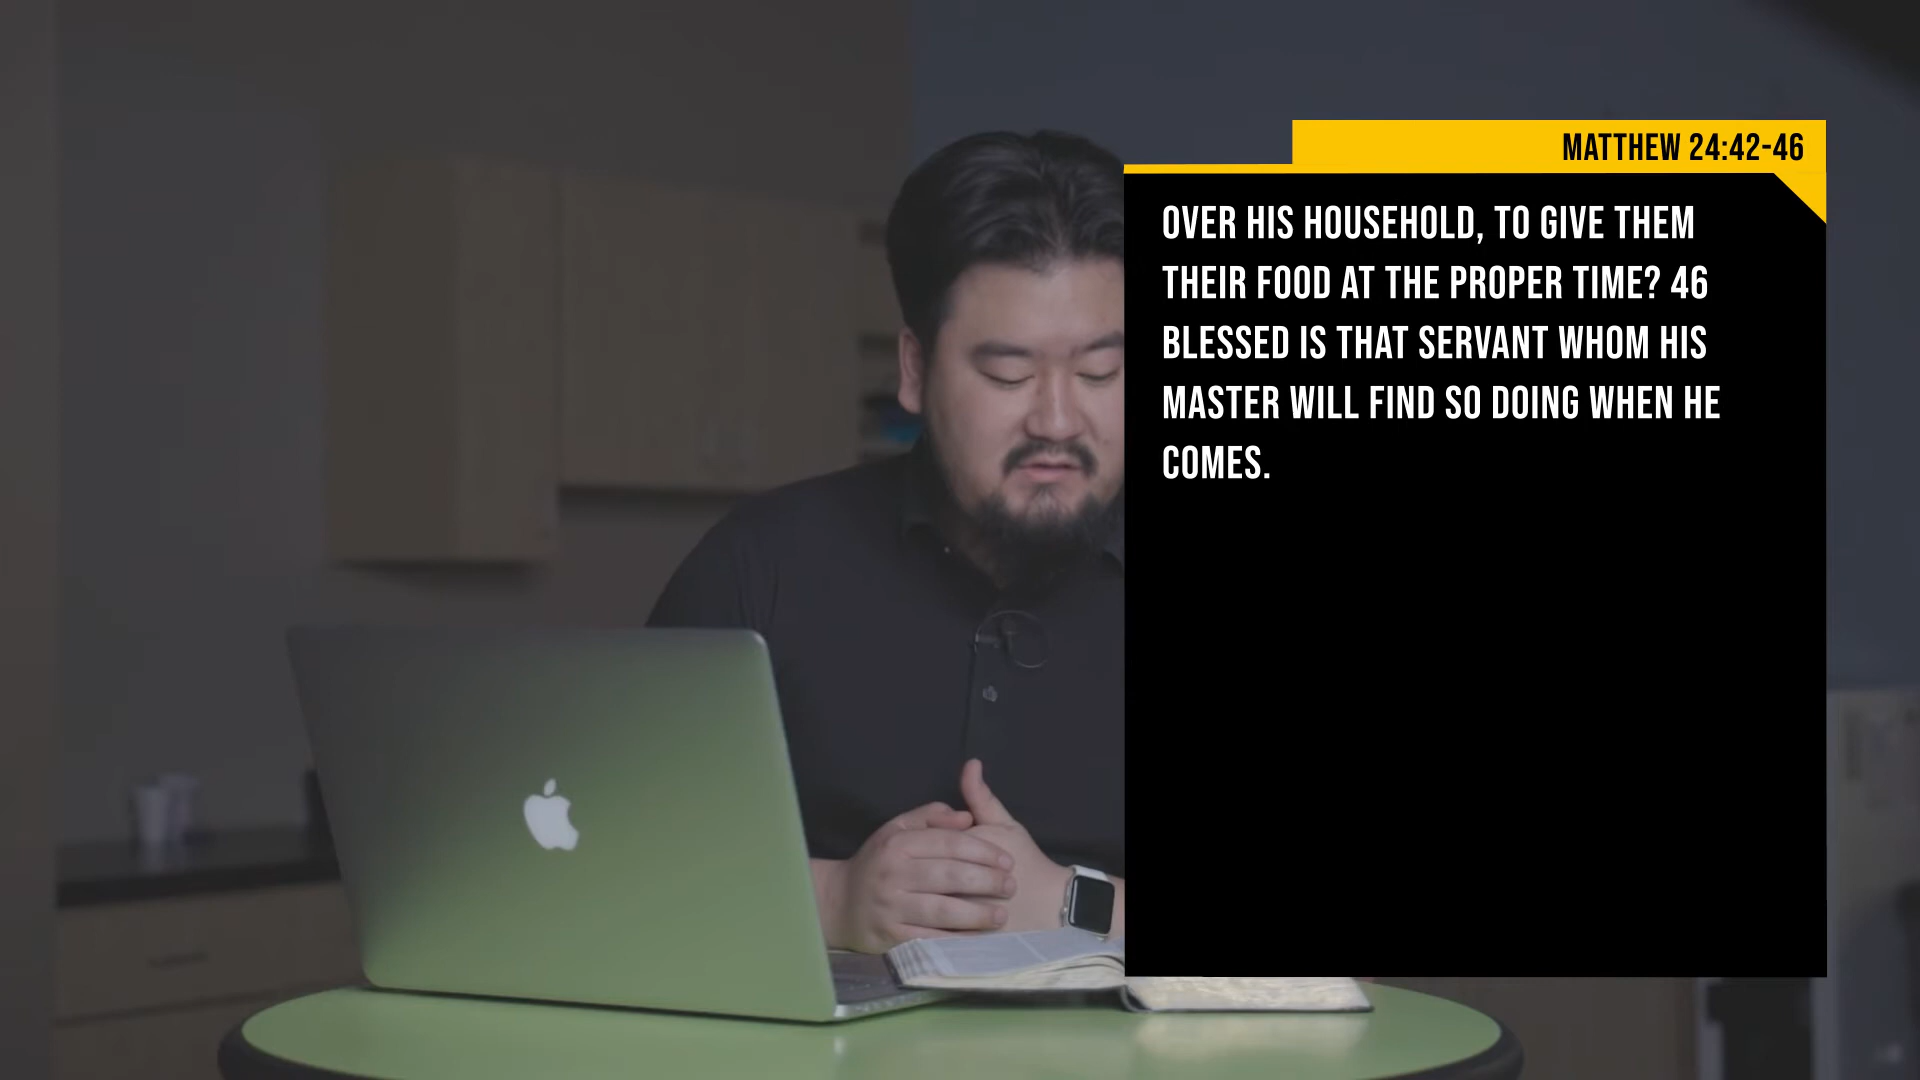 MATTHEW 24:42-46
OVER HIS HOUSEHOLD, TO GIVE THEM
THEIR FOOD AT THE PROPER TIME? 46
BLESSED IS THAT SERVANT WHOM HIS
MASTER WILL FIND SO DOING WHEN HE
COMES.